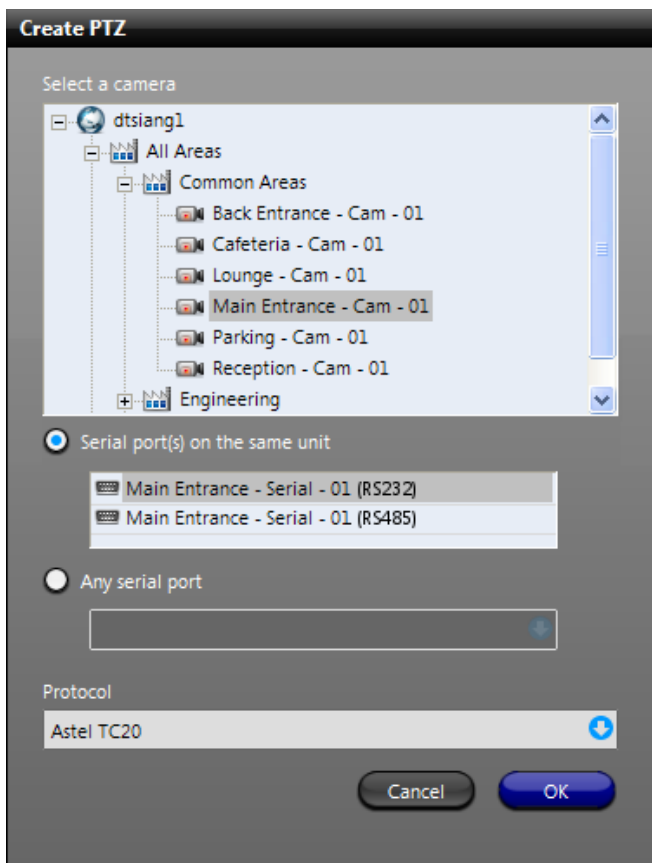 Create PTZ
Select a camera
dtsiang1
All Areas
Common Areas
Back Entrance - Cam - 01
Cafeteria - Cam - 01
Lounge - Cam - 01
Main Entrance - Cam - 01
Parking - Cam - 01
Reception - Cam - 01
Engineering
Serial port(s) on the same unit
Main Entrance - Serial - 01 (RS232)
Main Entrance - Serial - 01 (RS485)
Any serial port
Protocol
Astel TC20
Cancel OK